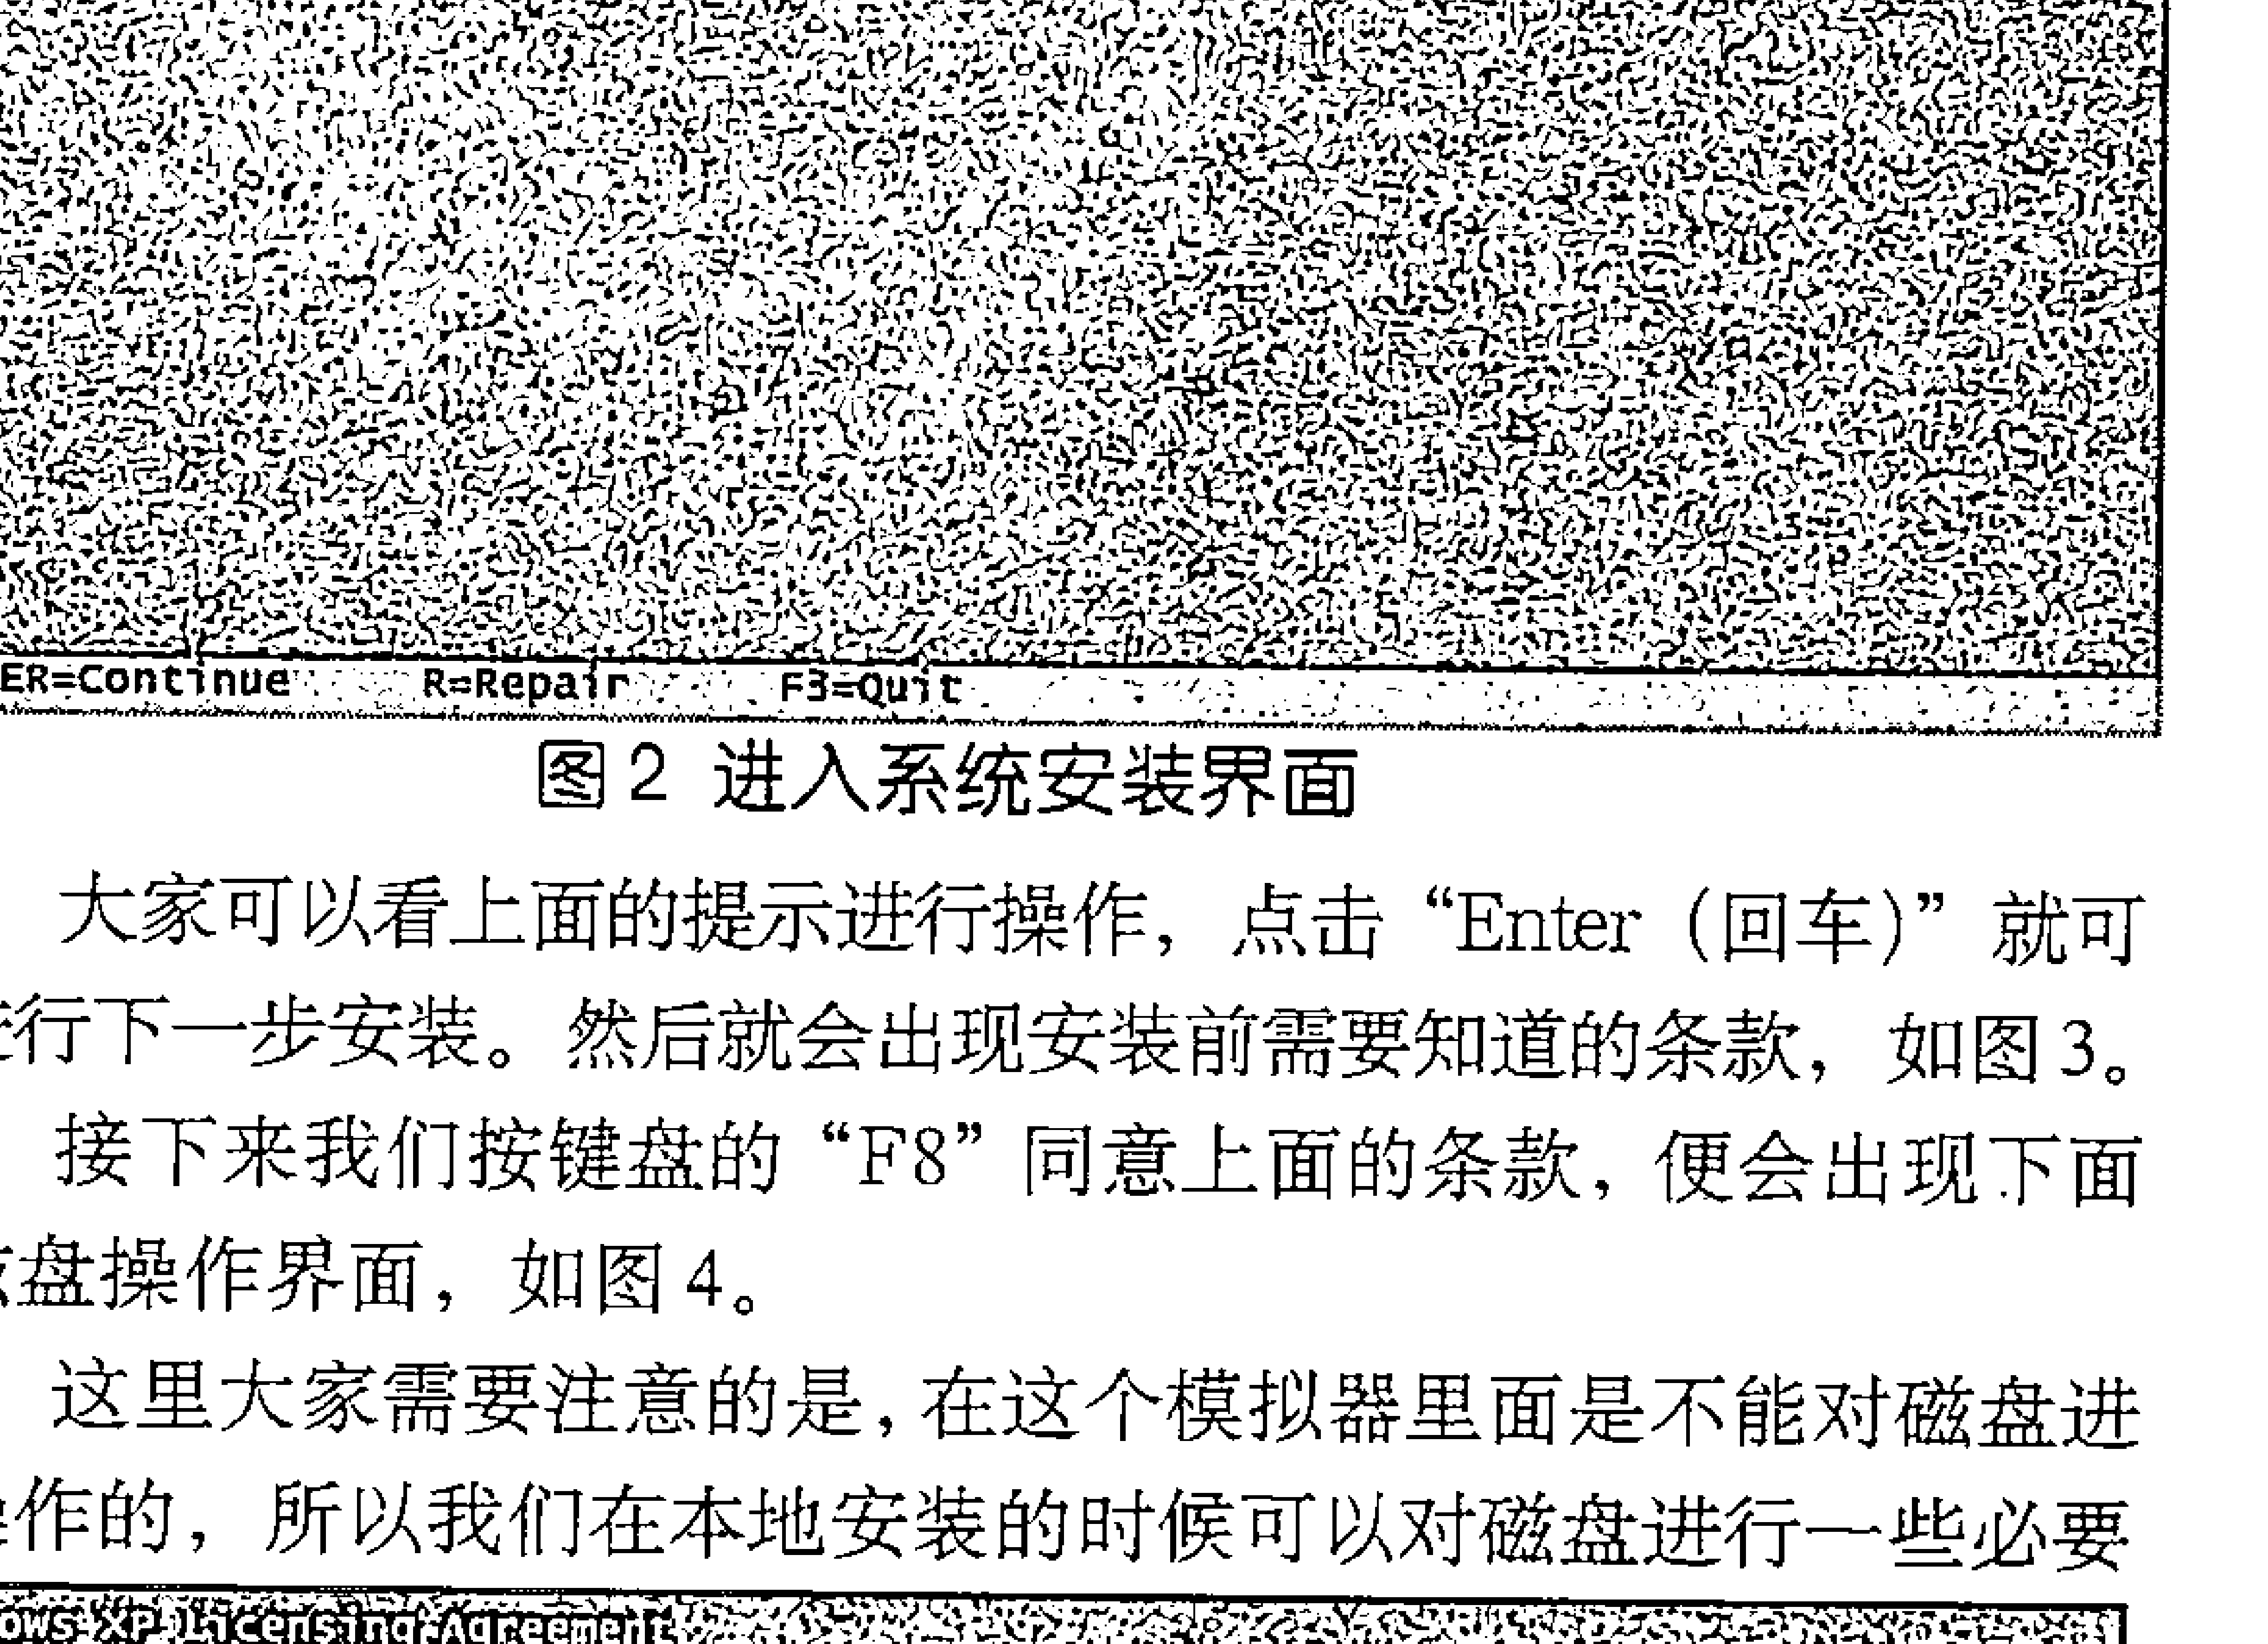 ER=Continue R=Repair F3=Quit
图2 进入系统安装界面
大家可以看上面的提示进行操作，点击“Enter（回车）”就可
行下一步安装。然后就会出现安装前需要知道的条款，如图3。
接下来我们按键盘的“F8”同意上面的条款，便会出现下面
盘操作界面，如图4。
这里大家需要注意的是，在这个模拟器里面是不能对磁盘进
作的，所以我们在本地安装的时候可以对磁盘进行一些必要
ows XP Licensing Agreement